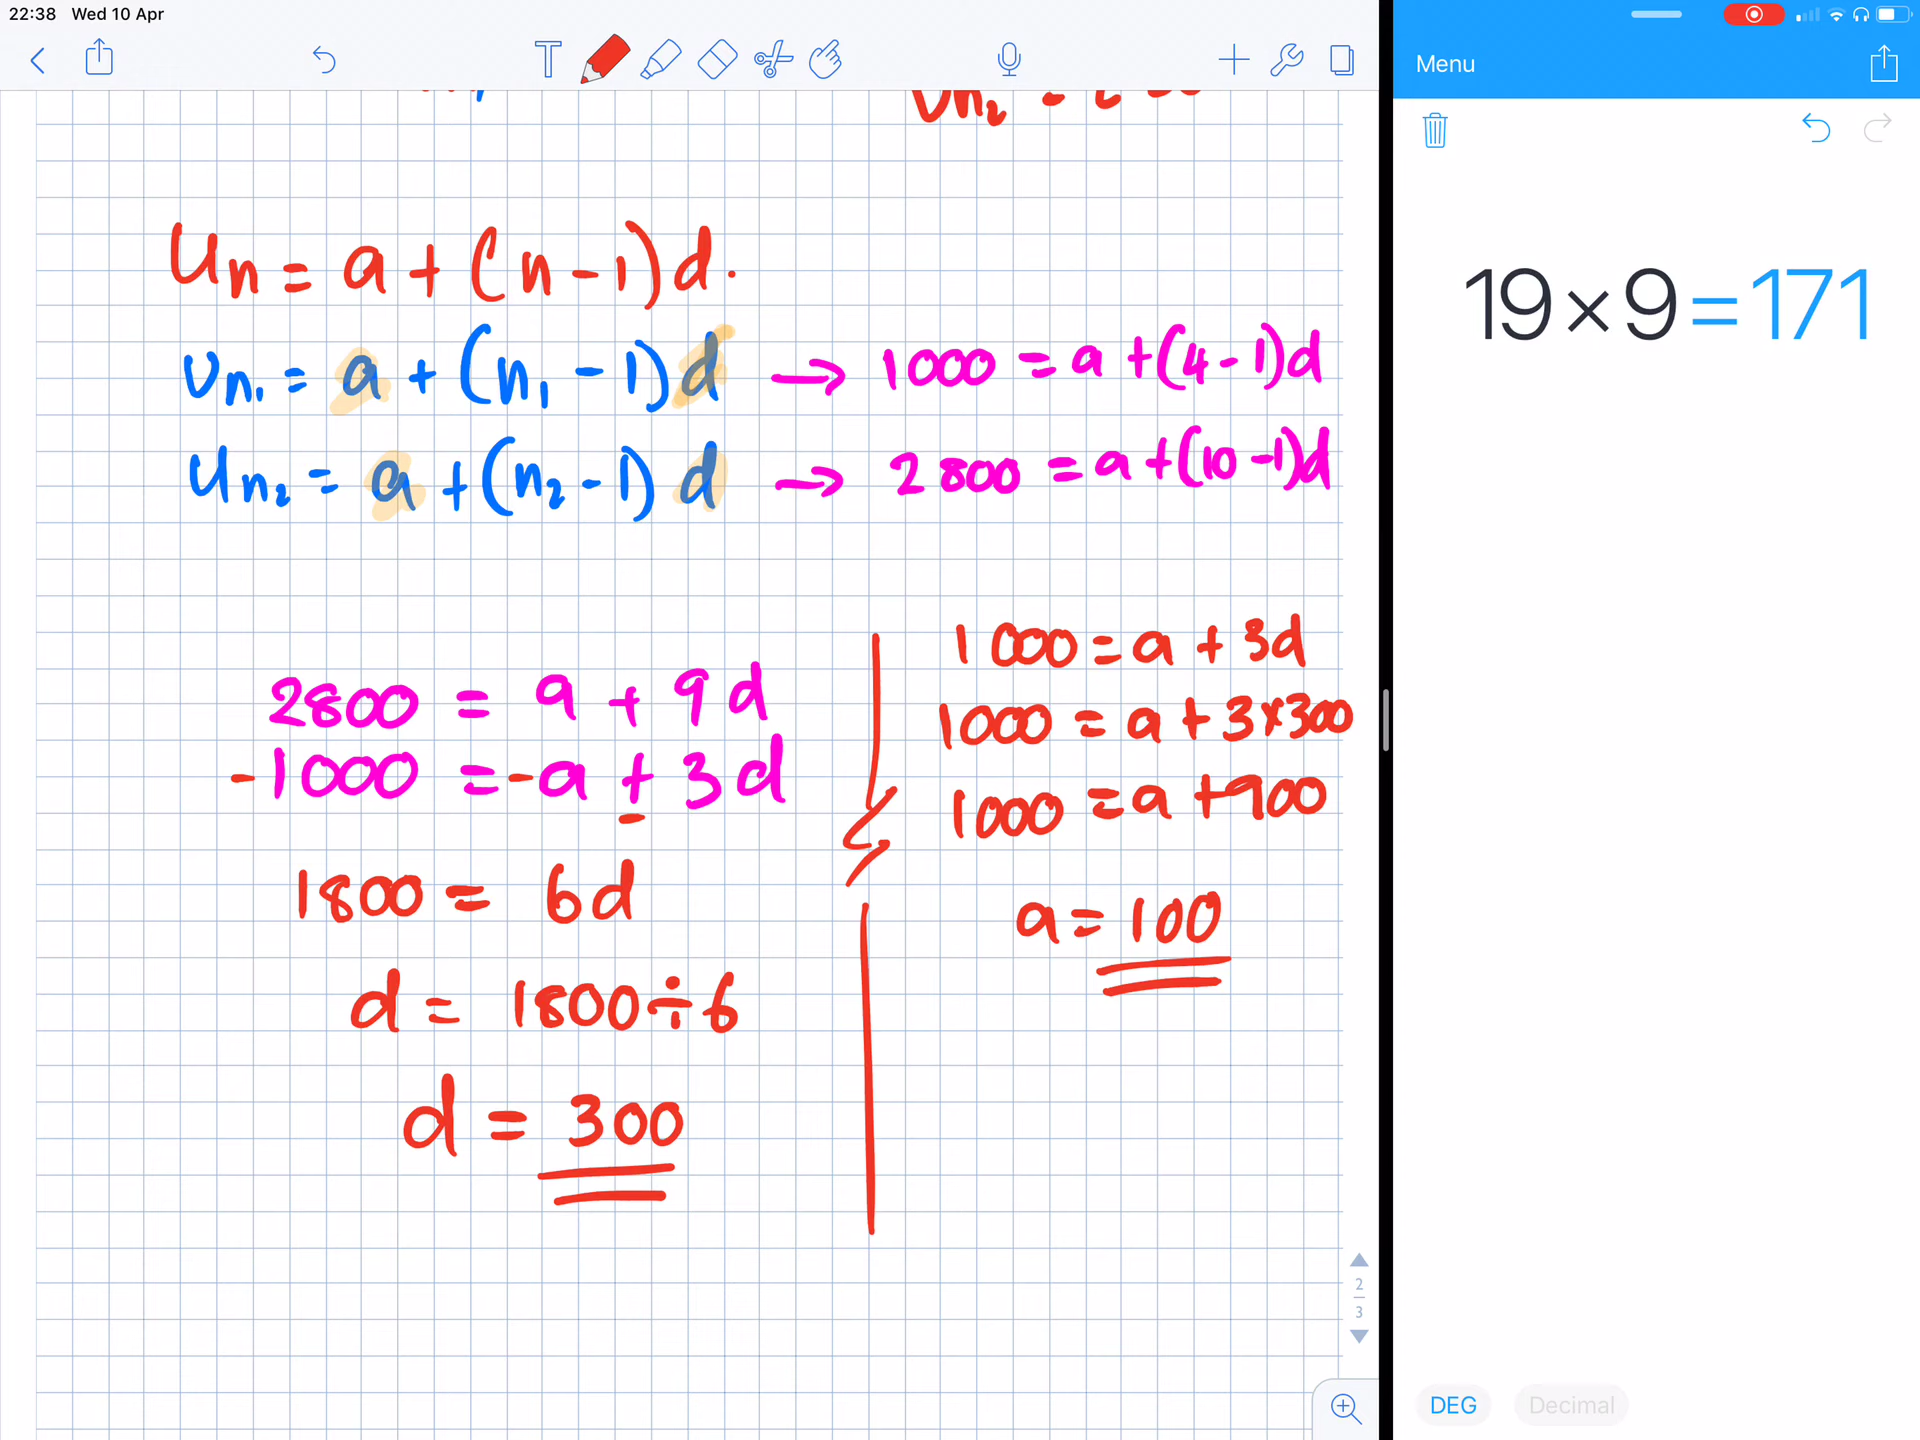 22:38 Wed 10 Apr
Menu
Un = a + (n-1)d.
Un₁ = a + (n₁ - 1)d → 1000 = a + (4-1)d
Un₂ = a + (n₂ - 1)d → 2800 = a + (10-1)d
2800 = a + 9d
-1000 = -a + 3d
-
1800 = 6d
d = 1800 ÷ 6
d = 300
1000 = a + 3d
1000 = a + 3×300
1000 = a + 900
a = 100
2
3
19×9=171
DEG Decimal